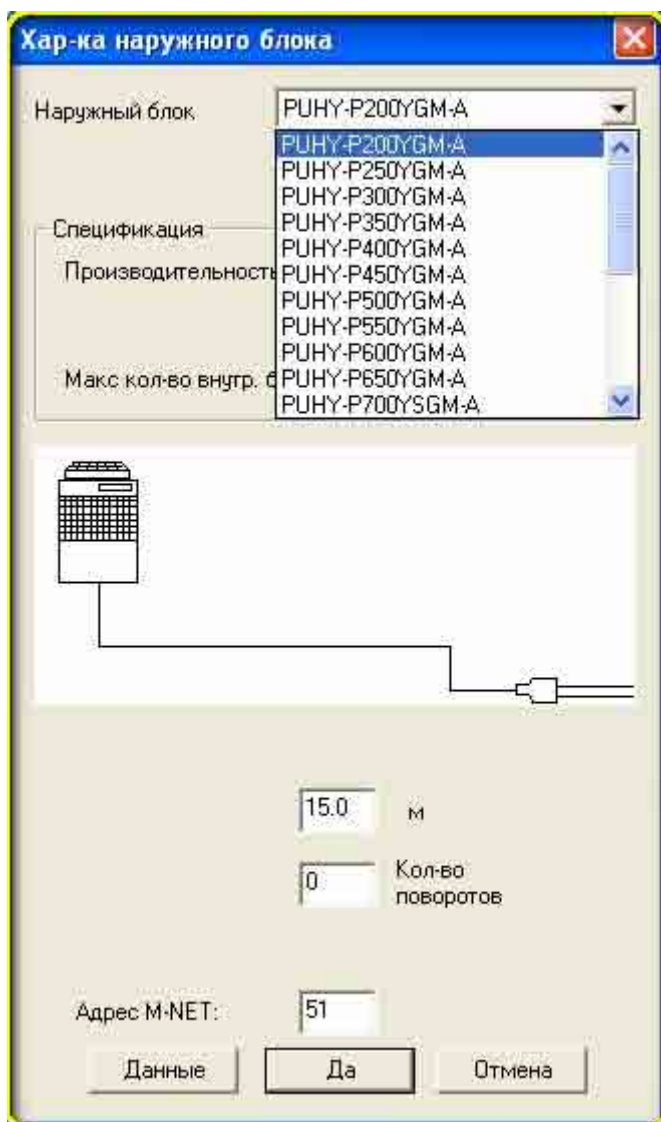 Хар-ка наружного блока
Наружный блок PUHY-P200YGM-A
PUHY-P200YGM-A
PUHY-P250YGM-A
PUHY-P300YGM-A
PUHY-P350YGM-A
Спецификация
PUHY-P400YGM-A
Производительность
PUHY-P450YGM-A
PUHY-P500YGM-A
PUHY-P550YGM-A
PUHY-P600YGM-A
Макс кол-во внутр.
PUHY-P650YGM-A
PUHY-P700YSGM-A
15.0 м
0 Кол-во
поворотов
Адрес M-NET: 51
Данные Да Отмена